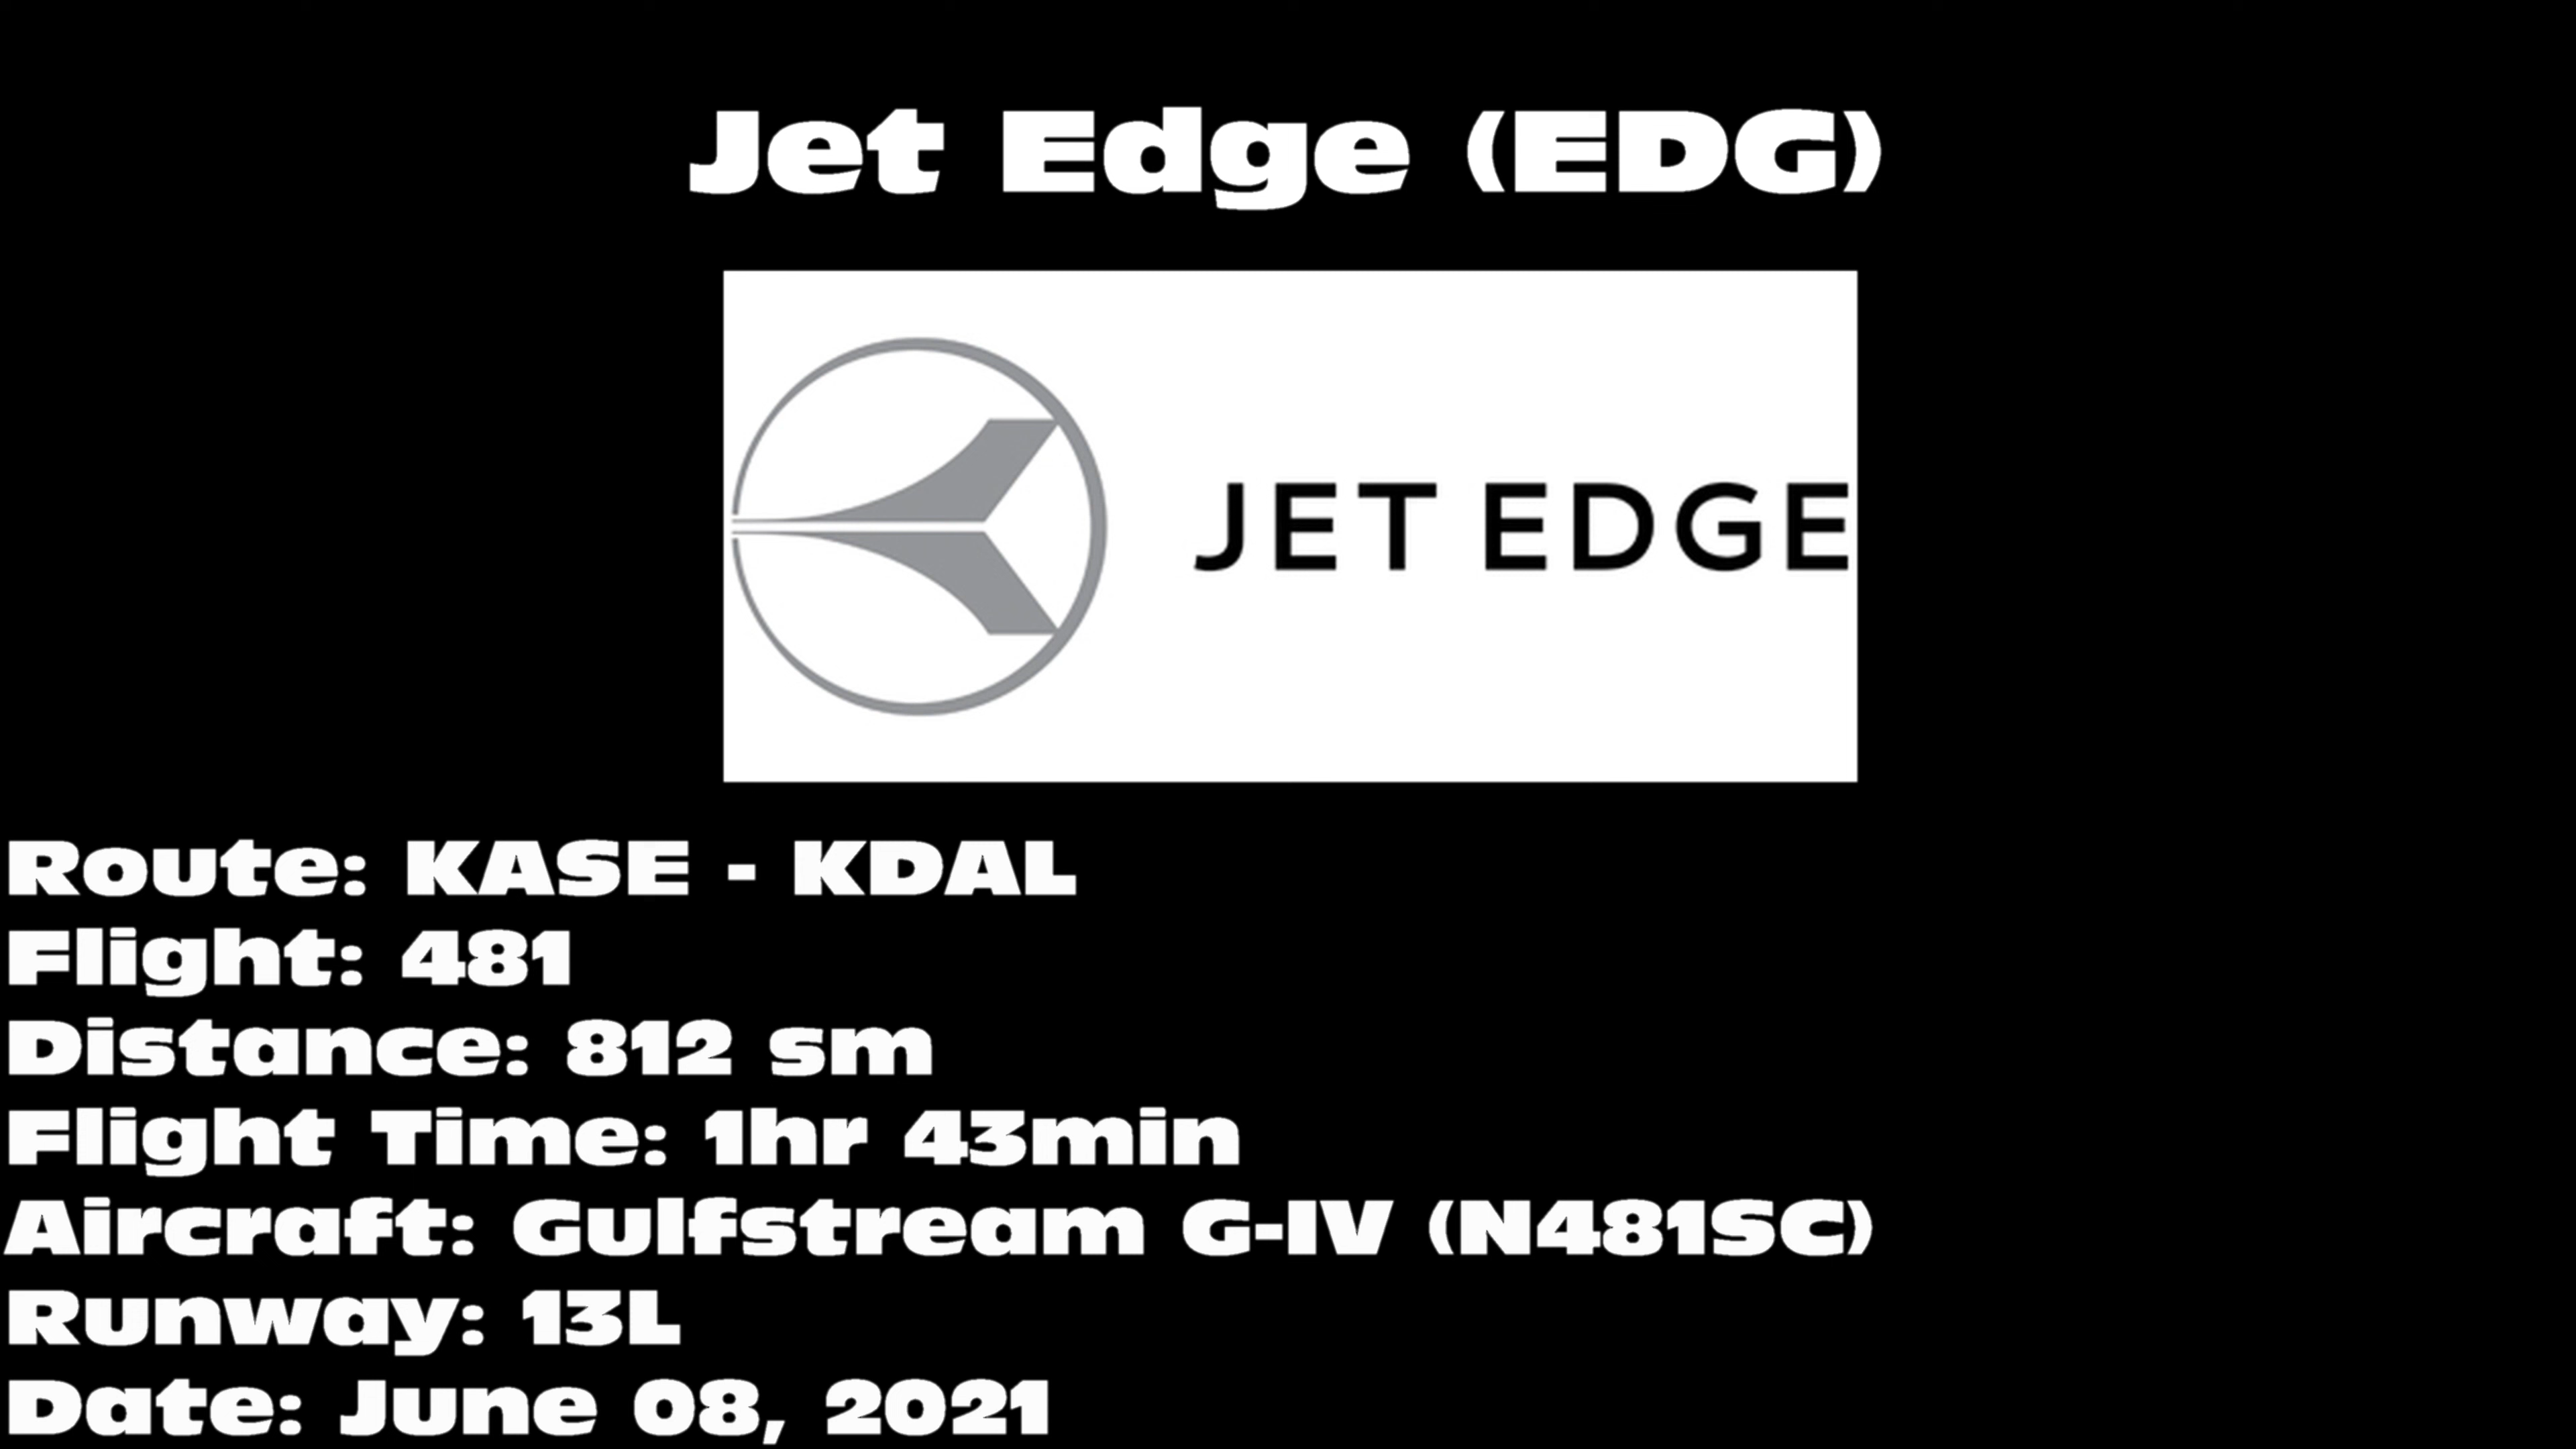 Jet Edge (EDG)
JET EDGE
Route: KASE - KDAL
Flight: 481
Distance: 812 sm
Flight Time: 1hr 43min
Aircraft: Gulfstream G-IV (N481SC)
Runway: 13L
Date: June 08, 2021